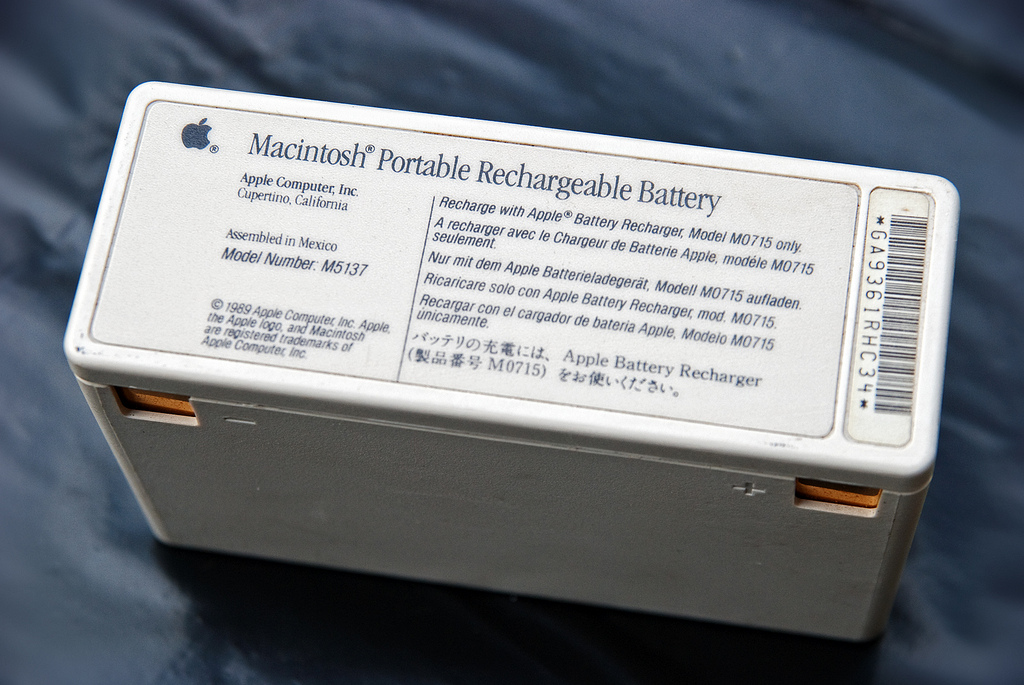 Macintosh® Portable Rechargeable Battery
Apple Computer, Inc.
Cupertino, California
Assembled in Mexico
Model Number: M5137
© 1989 Apple Computer, Inc. Apple,
the Apple logo, and Macintosh
are registered trademarks of
Apple Computer, Inc.
Recharge with Apple® Battery Recharger, Model M0715 only.
A recharger avec le Chargeur de Batterie Apple, modèle M0715
seulement.
Nur mit dem Apple Batterieladegerät, Modell M0715 aufladen.
Ricaricare solo con Apple Battery Recharger, mod. M0715.
Recargar con el cargador de bateria Apple, Modelo M0715
únicamente.
バッテリの充電には、 Apple Battery Recharger
(製品番号 M0715) をお使いください。
*GA9361RHC34*
®
− +